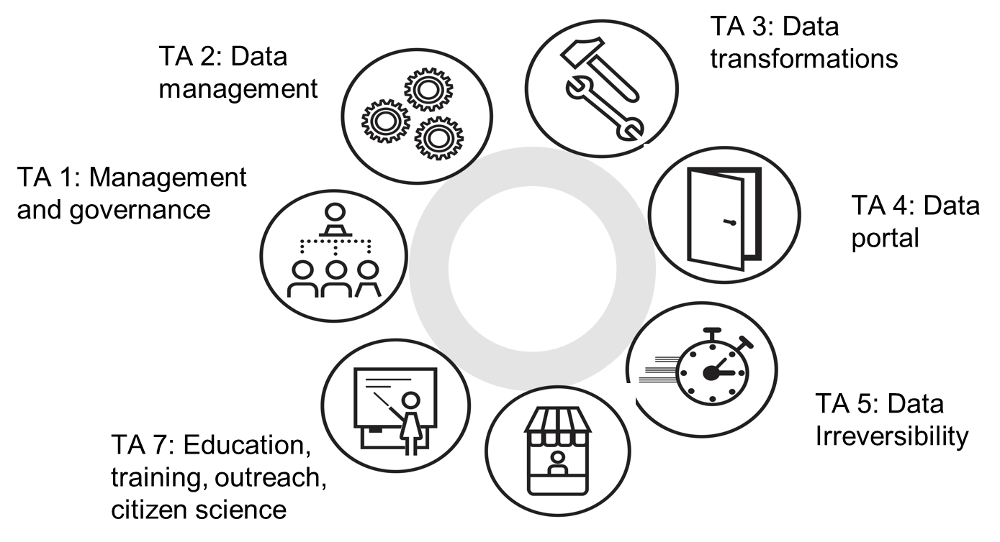 TA 1: Management
and governance
TA 2: Data
management
TA 3: Data
transformations
TA 4: Data
portal
TA 5: Data
Irreversibility
TA 7: Education,
training, outreach,
citizen science